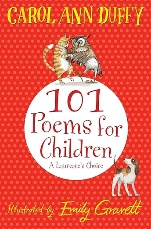 CAROL ANN DUFFY
101
Poems for
Children
A Laureate's Choice
Illustrated by Emily Gravett